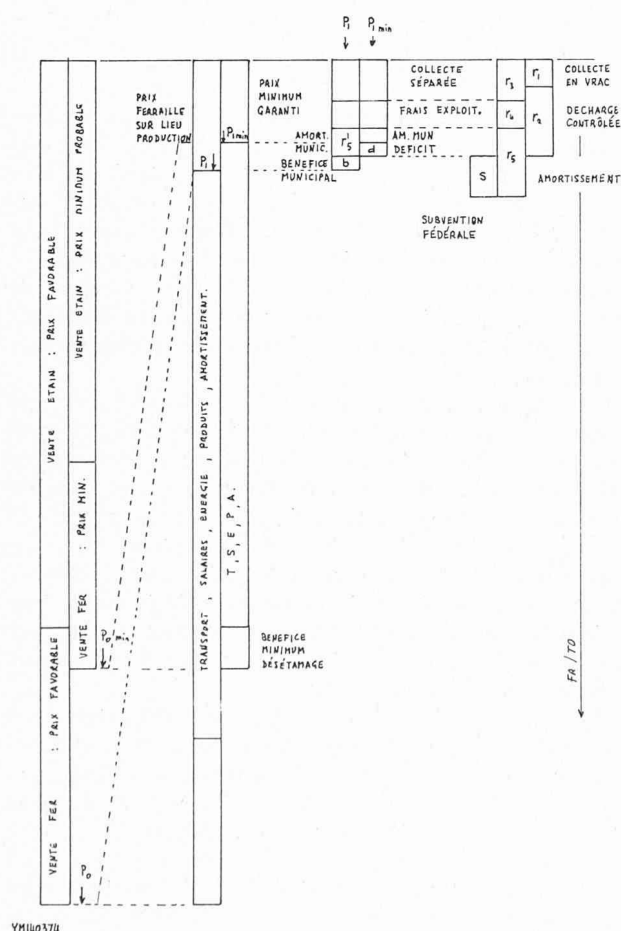 P₁
P₁ min
PRIX
FERRAILLE
SUR LIEU
PRODUCTION
PRIX
MINIMUM
GARANTI
AMORT.
MUNIC.
BENEFICE
MUNICIPAL
P₁ min
P₁
r'₅
b
d
COLLECTE
SÉPARÉE
FRAIS EXPLOIT.
AM. MUN
DEFICIT
r₃
r₄
r₅
r₁
r₂
S
COLLECTE
EN VRAC
DECHARGE
CONTRÔLÉE
AMORTISSEMENT
SUBVENTION
FÉDÉRALE
VENTE ETAIN : PRIX FAVORABLE
VENTE ETAIN : PRIX MINIMUM PROBABLE
VENTE FER : PRIX MIN.
VENTE FER : PRIX FAVORABLE
P₀ min
P₀
TRANSPORT , SALAIRES , ENERGIE , PRODUITS , AMORTISSEMENT.
T, S, E, P, A.
BENEFICE
MINIMUM
DÉSÉTAMAGE
FR / TO
YM140374